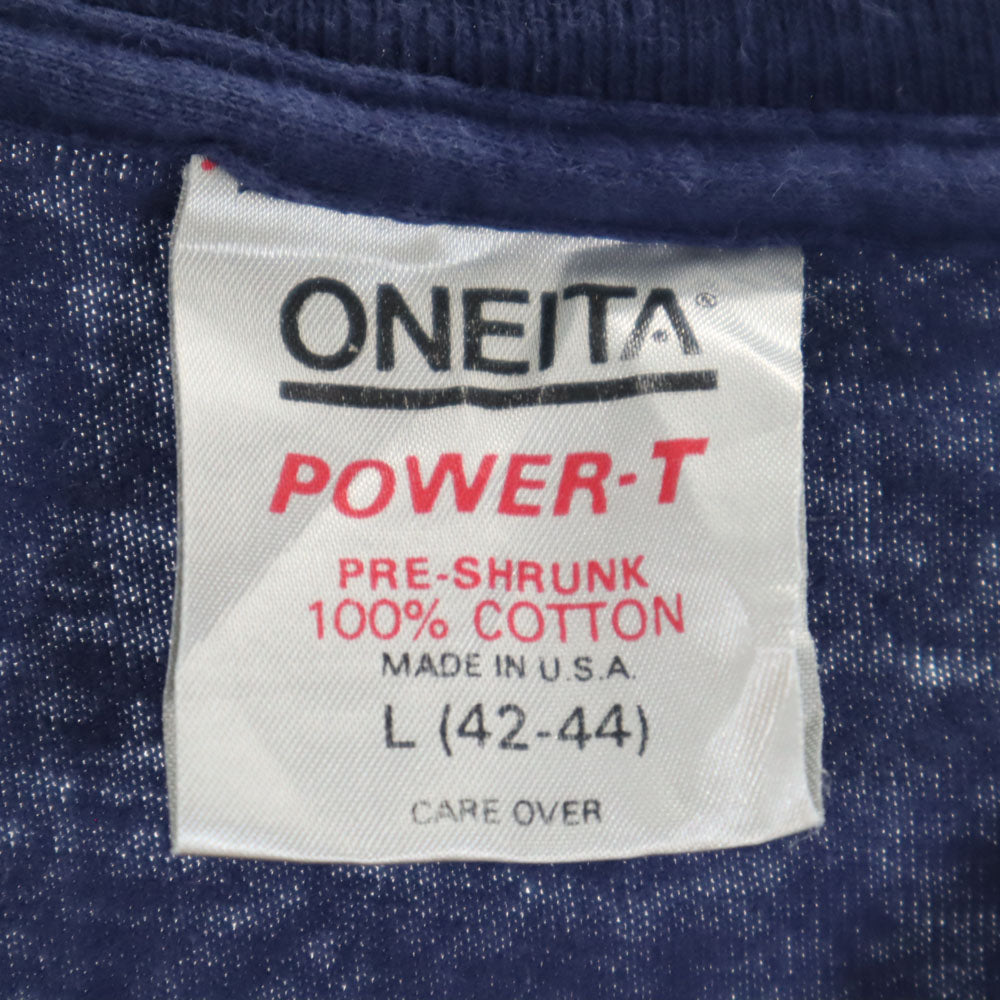 ONEITA®
POWER-T
PRE-SHRUNK
100% COTTON
MADE IN U.S.A.
L (42-44)
CARE OVER